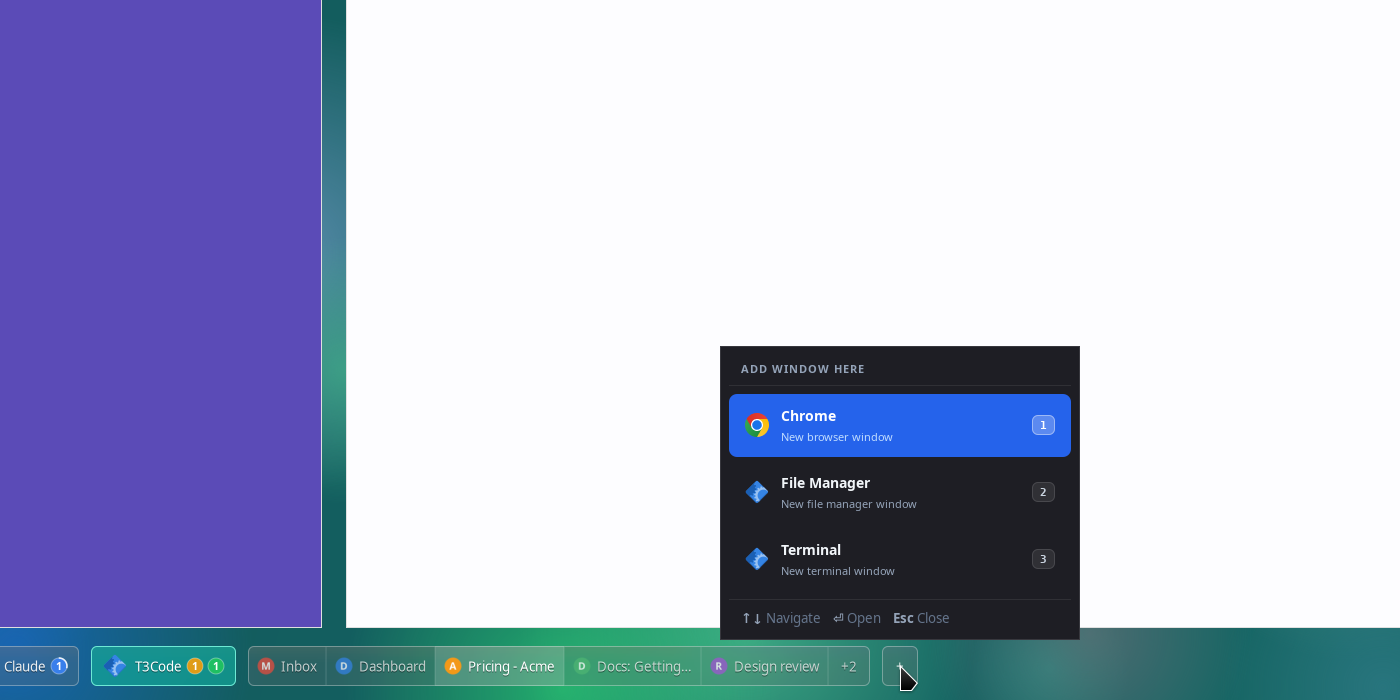 ADD WINDOW HERE
Chrome
New browser window
1
File Manager
New file manager window
2
Terminal
New terminal window
3
↑↓ Navigate ⏎ Open Esc Close
Claude 1 T3Code 1 1 M Inbox D Dashboard A Pricing - Acme D Docs: Getting... R Design review +2 +